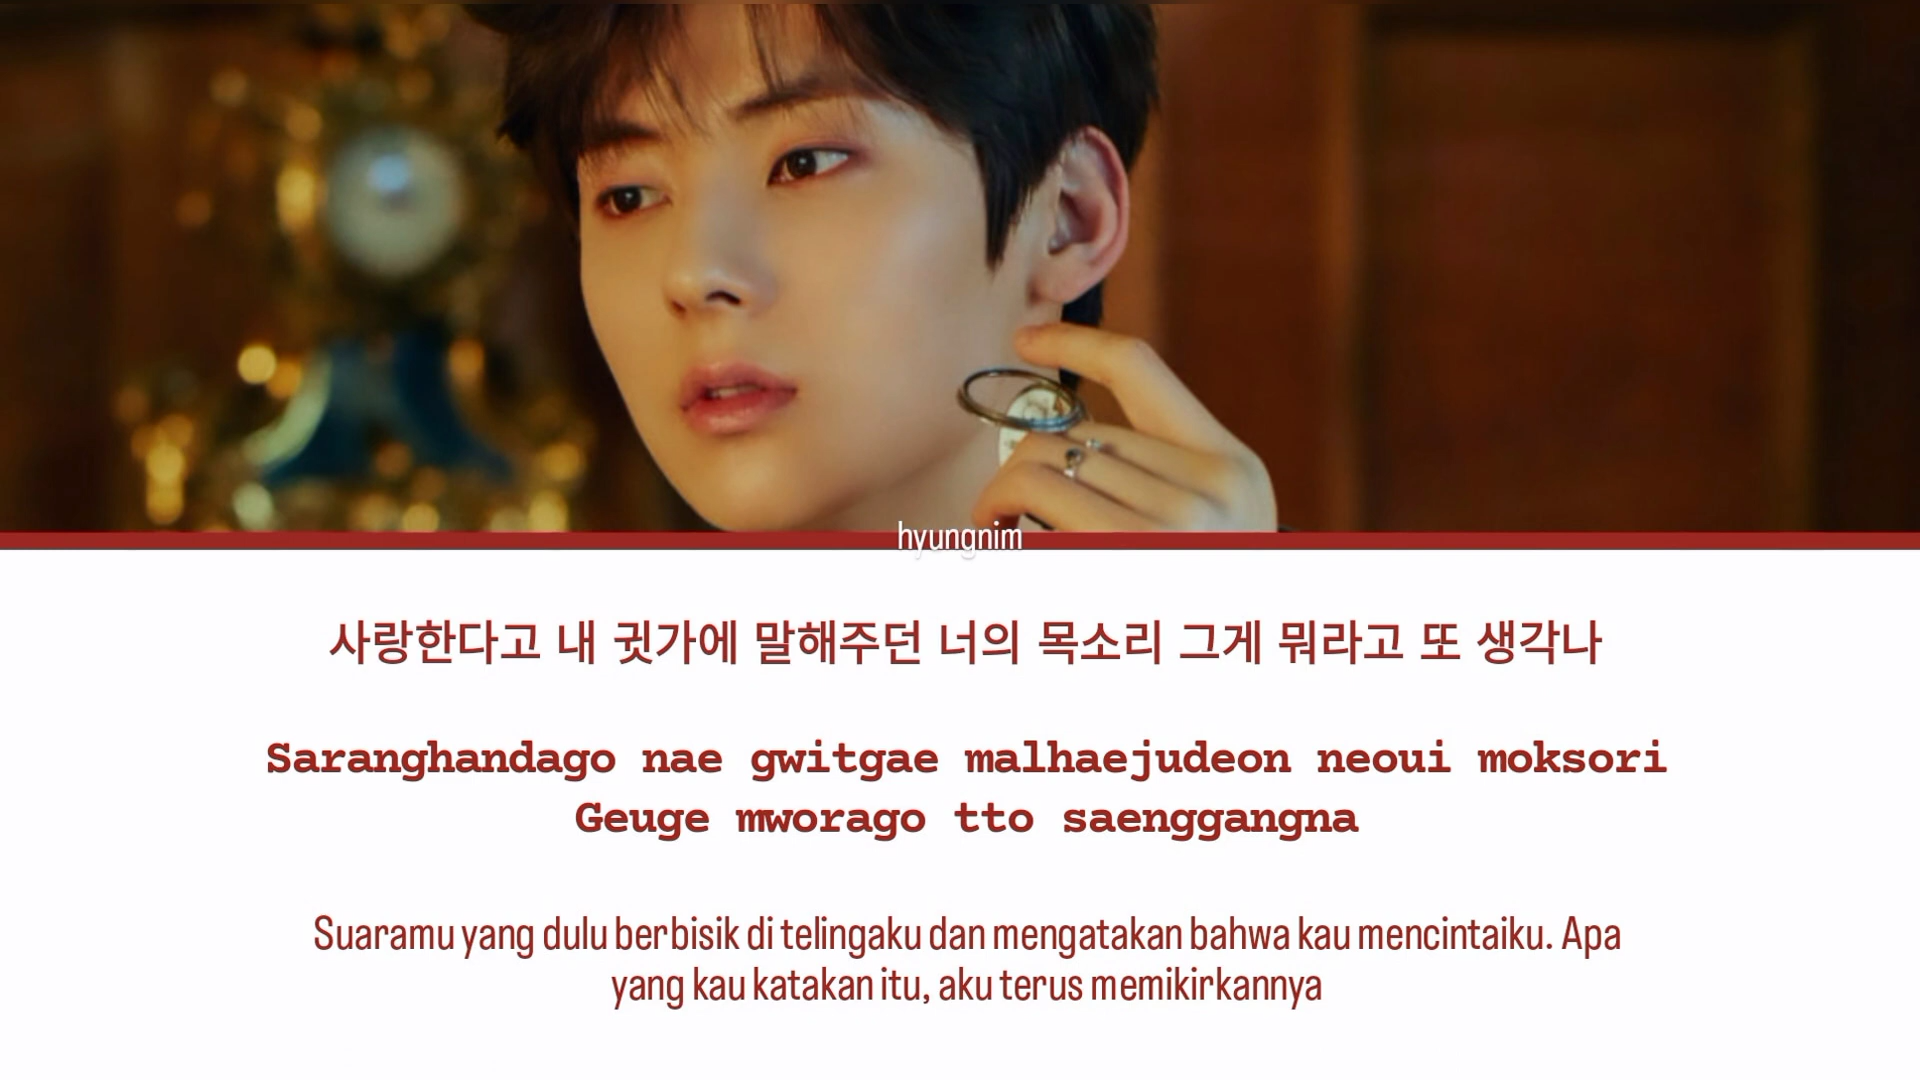 hyungnim
사랑한다고 내 귓가에 말해주던 너의 목소리 그게 뭐라고 또 생각나
Saranghandago nae gwitgae malhaejudeon neoui moksori
Geuge mworago tto saenggangna
Suaramu yang dulu berbisik di telingaku dan mengatakan bahwa kau mencintaiku. Apa
yang kau katakan itu, aku terus memikirkannya